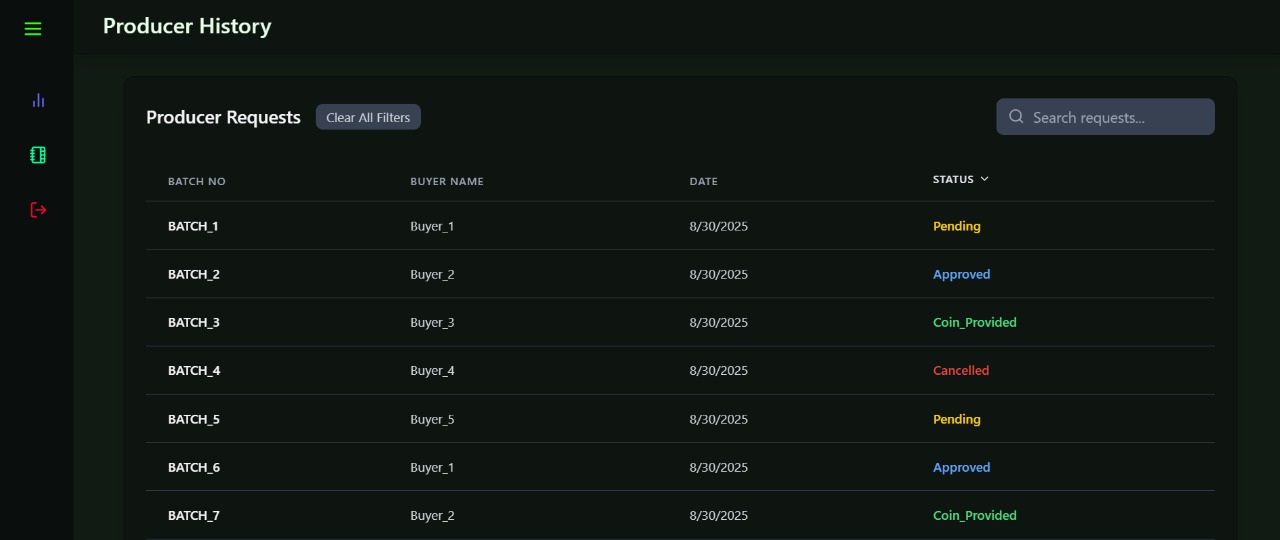 Producer History
Producer Requests Clear All Filters Search requests...
BATCH NO BUYER NAME DATE STATUS
BATCH_1 Buyer_1 8/30/2025 Pending
BATCH_2 Buyer_2 8/30/2025 Approved
BATCH_3 Buyer_3 8/30/2025 Coin_Provided
BATCH_4 Buyer_4 8/30/2025 Cancelled
BATCH_5 Buyer_5 8/30/2025 Pending
BATCH_6 Buyer_1 8/30/2025 Approved
BATCH_7 Buyer_2 8/30/2025 Coin_Provided